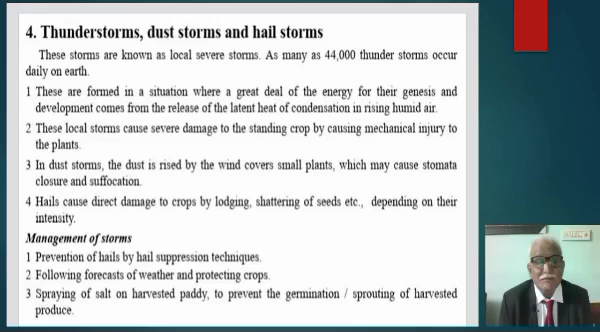 4. Thunderstorms, dust storms and hail storms
These storms are known as local severe storms. As many as 44,000 thunder storms occur
daily on earth.
1 These are formed in a situation where a great deal of the energy for their genesis and
development comes from the release of the latent heat of condensation in rising humid air.
2 These local storms cause severe damage to the standing crop by causing mechanical injury to
the plants.
3 In dust storms, the dust is rised by the wind covers small plants, which may cause stomata
closure and suffocation.
4 Hails cause direct damage to crops by lodging, shattering of seeds etc., depending on their
intensity.
Management of storms
1 Prevention of hails by hail suppression techniques.
2 Following forecasts of weather and protecting crops.
3 Spraying of salt on harvested paddy, to prevent the germination / sprouting of harvested
produce.